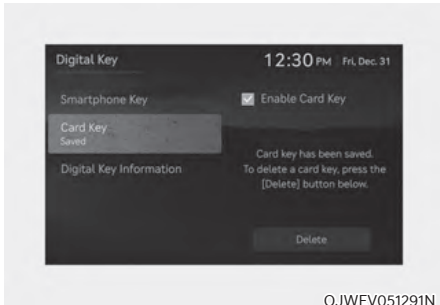 Digital Key
12:30 PM Fri, Dec. 31
Smartphone Key
Enable Card Key
Card Key
Saved
Digital Key Information
Card key has been saved.
To delete a card key, press the
[Delete] button below.
Delete
OJWEV051291N